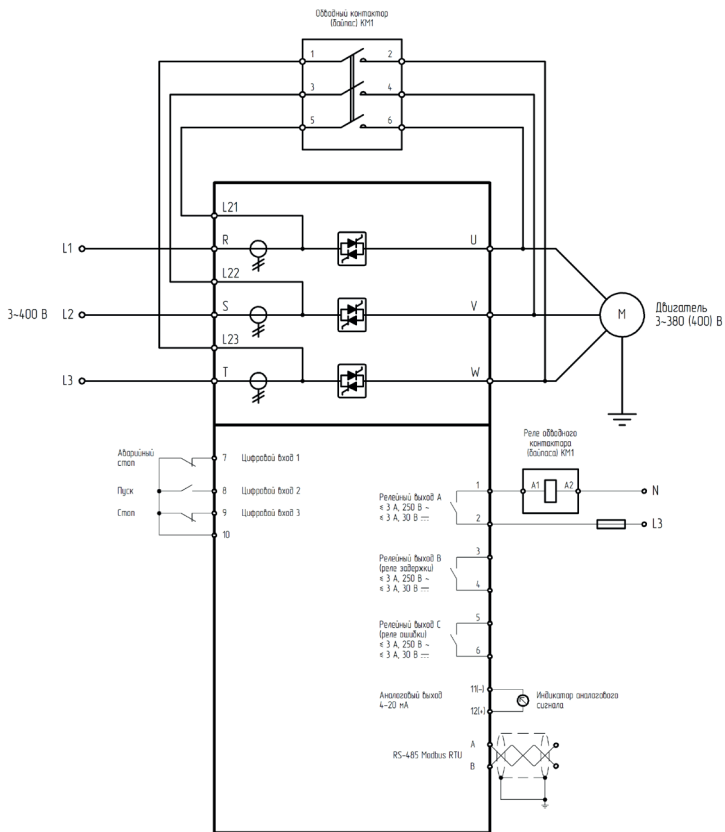 Обводный контактор
(байпас) КМ1
1
2
3
4
5
6
L21
L1
R
U
L22
3~400 В
L2
S
V
М
Двигатель
3~380 (400) В
L23
L3
T
W
Аварийный
стоп
7
Цифровой вход 1
Пуск
8
Цифровой вход 2
Стоп
9
Цифровой вход 3
10
Реле обводного
контактора
(байпаса) КМ1
Релейный выход А
≤ 3 А, 250 В ~
≤ 3 А, 30 В ⎓
1
A1
A2
N
2
L3
Релейный выход В
(реле задержки)
≤ 3 А, 250 В ~
≤ 3 А, 30 В ⎓
3
4
Релейный выход С
(реле ошибки)
≤ 3 А, 250 В ~
≤ 3 А, 30 В ⎓
5
6
Аналоговый выход
4-20 мА
11(-)
12(+)
Индикатор аналогового
сигнала
RS-485 Modbus RTU
A
B